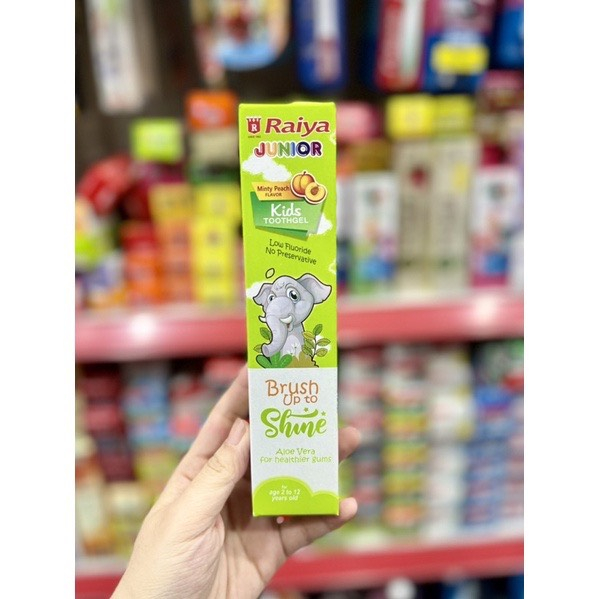 Raiya
JUNIOR
Minty Peach
FLAVOR
Kids
TOOTHGEL
Low Fluoride
No Preservative
Brush
Up to
Shine
Aloe Vera
for healthier gums
for
age 2 to 12
years old